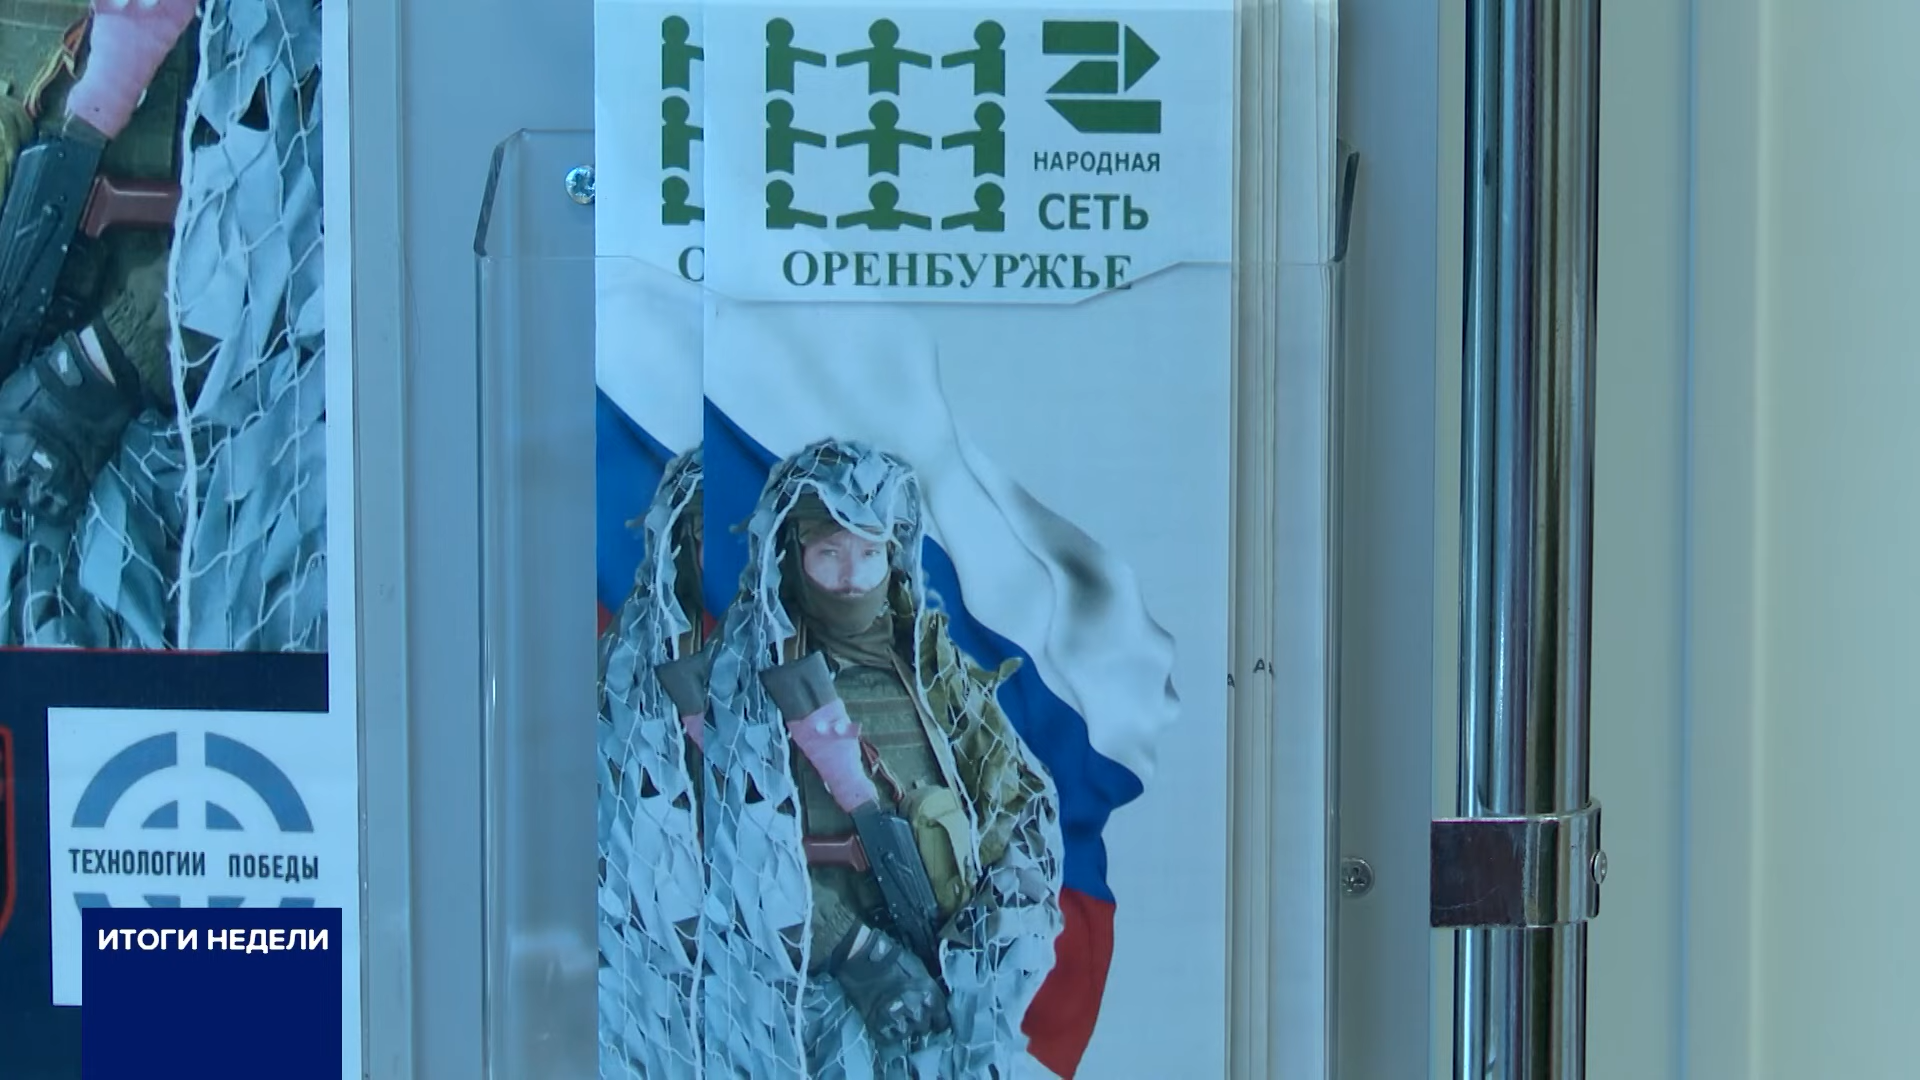 НАРОДНАЯ
СЕТЬ
ОРЕНБУРЖЬЕ
ТЕХНОЛОГИИ ПОБЕДЫ
ИТОГИ НЕДЕЛИ